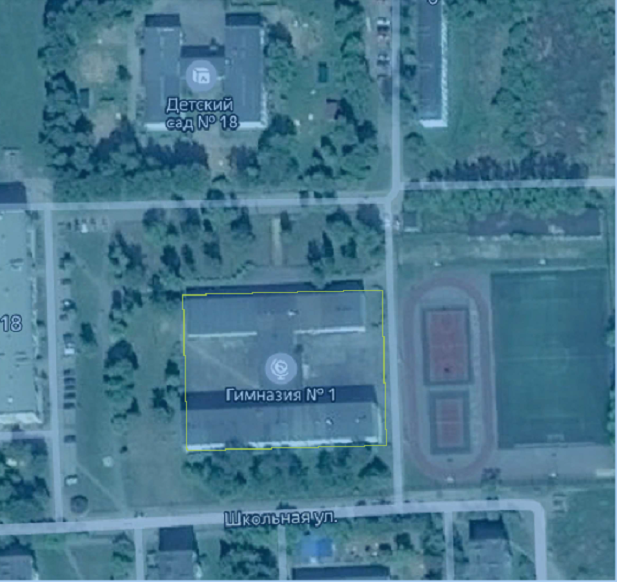 Детский
сад № 18
18
Гимназия № 1
Школьная ул.